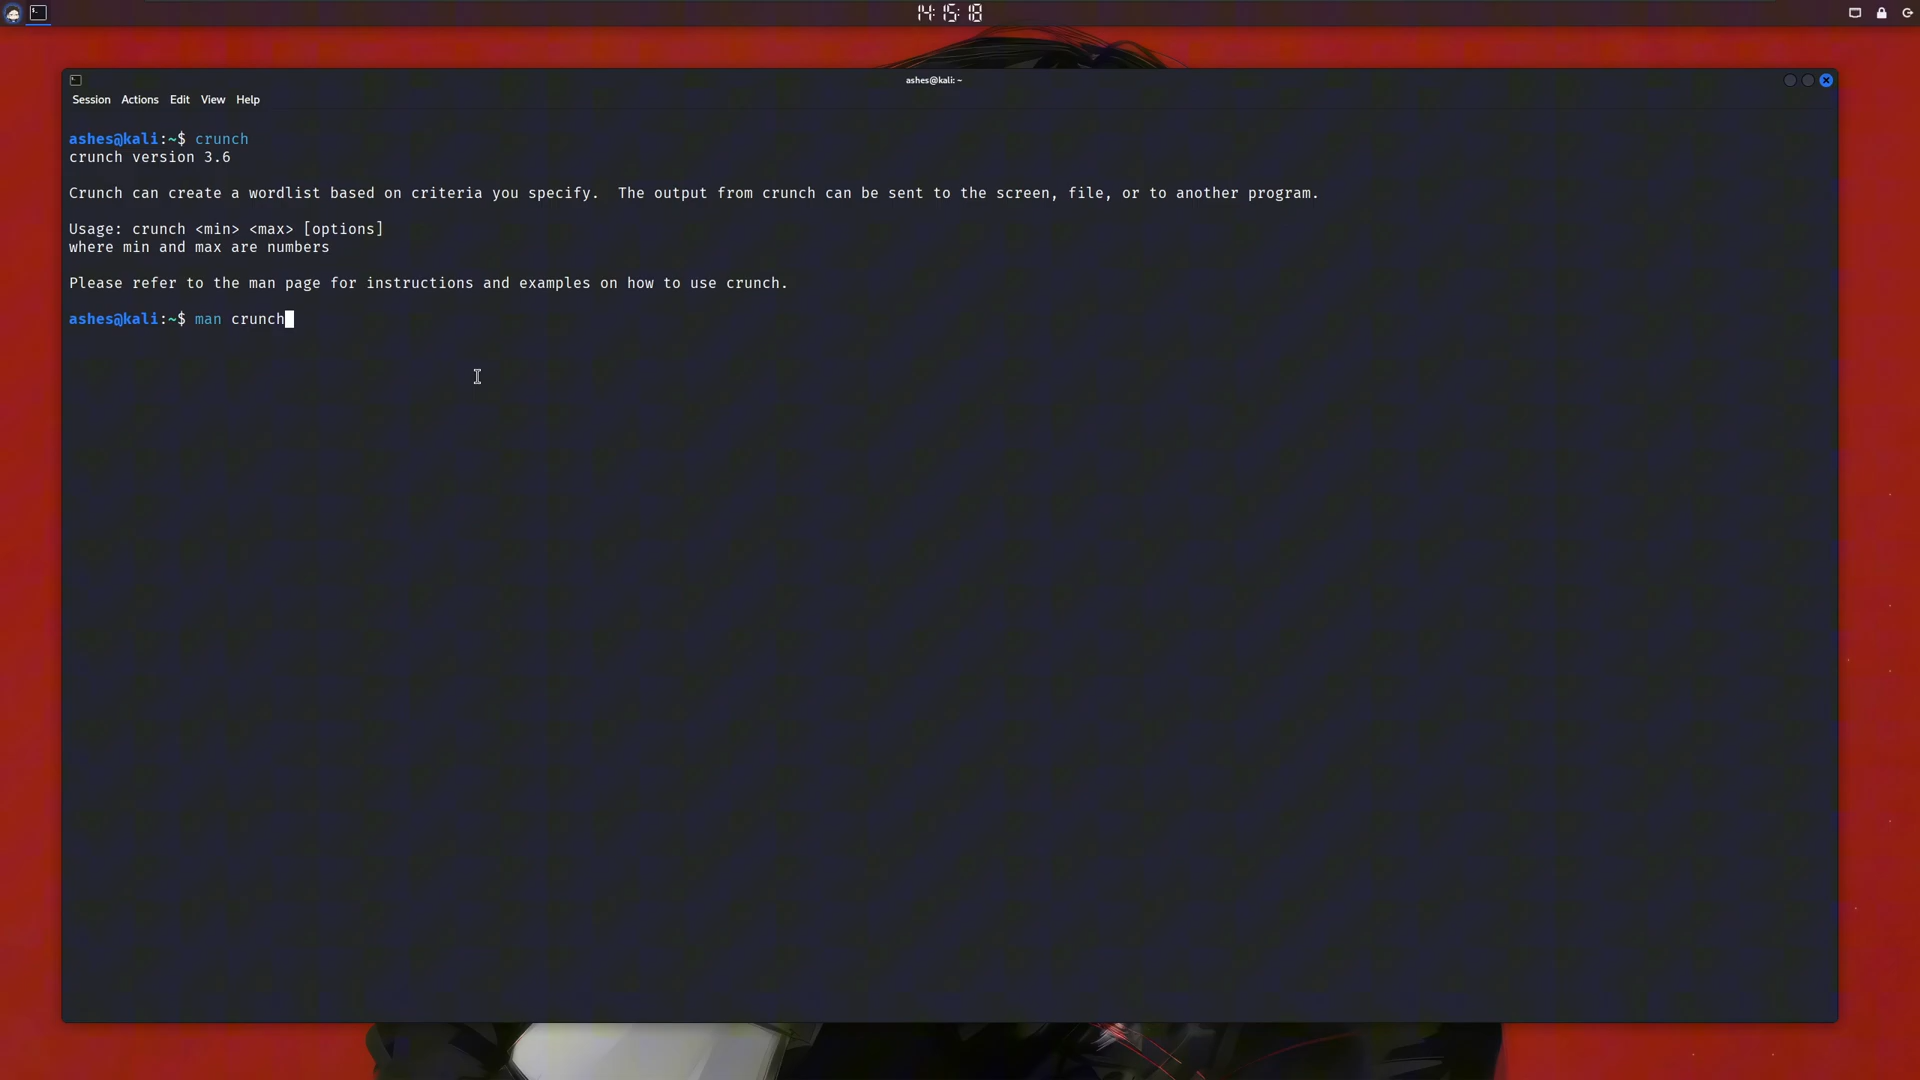 14:15:18
ashes@kali: ~
Session Actions Edit View Help
ashes@kali:~$ crunch
crunch version 3.6
Crunch can create a wordlist based on criteria you specify.  The output from crunch can be sent to the screen, file, or to another program.
Usage: crunch <min> <max> [options]
where min and max are numbers
Please refer to the man page for instructions and examples on how to use crunch.
ashes@kali:~$ man crunch